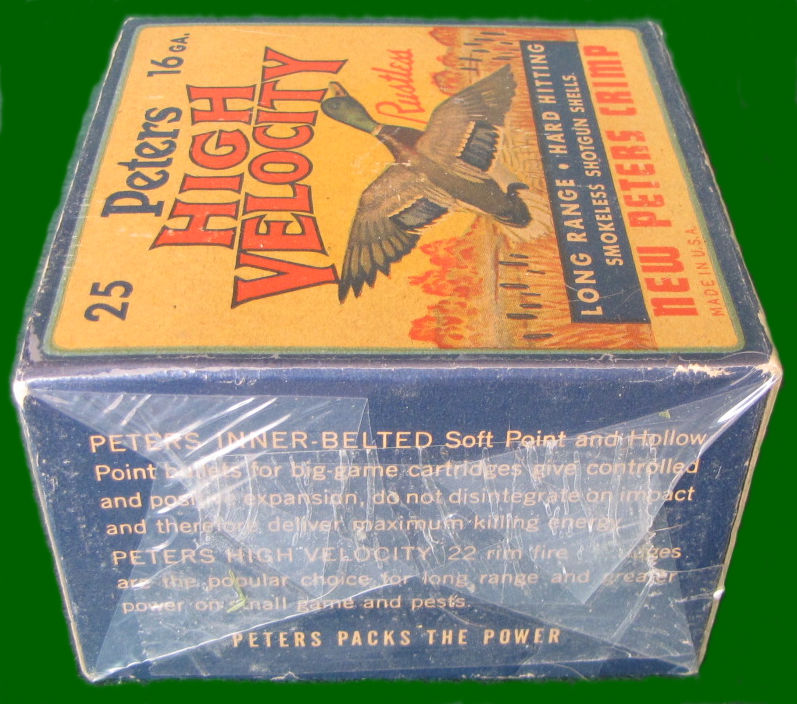 25 Peters 16 GA.
HIGH
VELOCITY
Rustless
LONG RANGE • HARD HITTING
SMOKELESS SHOTGUN SHELLS.
NEW PETERS CRIMP
MADE IN U.S.A.
PETERS INNER-BELTED Soft Point and Hollow
Point bullets for big-game cartridges give controlled
and positive expansion, do not disintegrate on impact
and therefore deliver maximum killing energy.
PETERS HIGH VELOCITY 22 rim fire
are the popular choice for long range and greater
power on small game and pests.
PETERS PACKS THE POWER